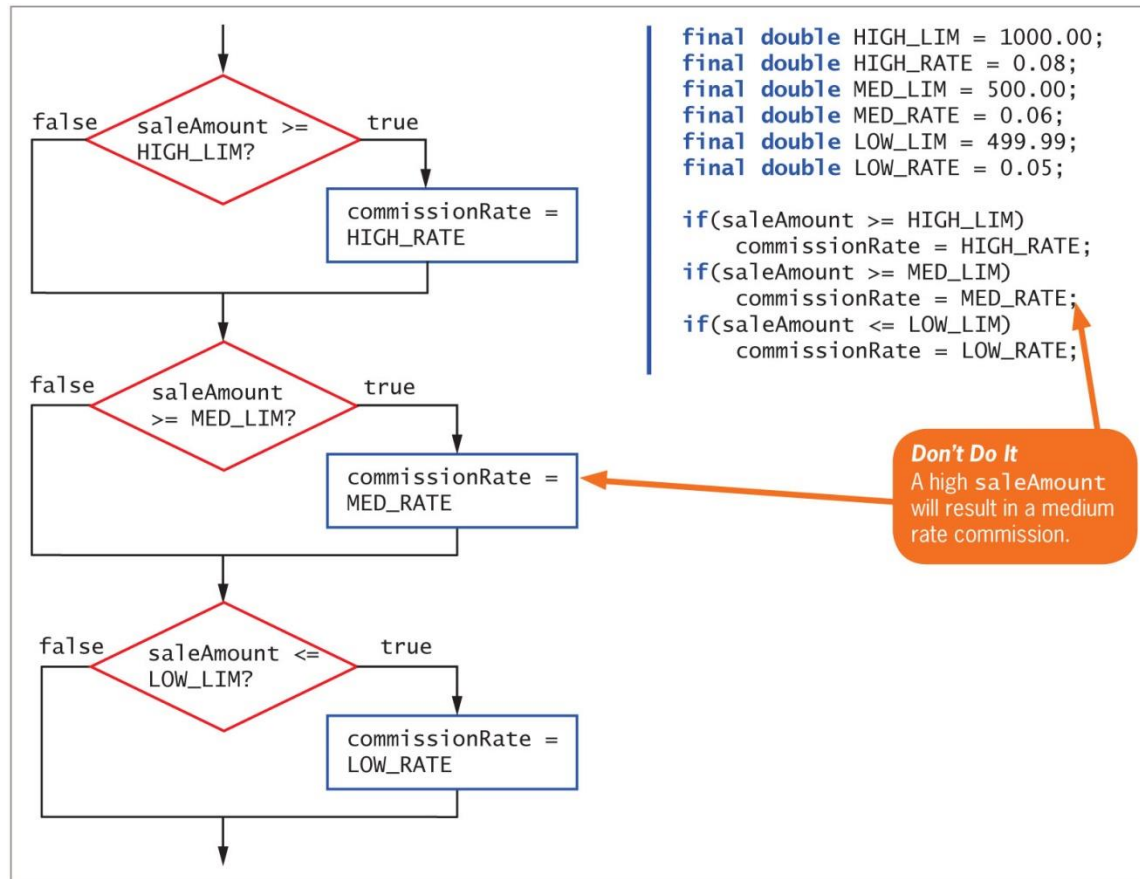 false
saleAmount >=
HIGH_LIM?
true
commissionRate =
HIGH_RATE
false
saleAmount
>= MED_LIM?
true
commissionRate =
MED_RATE
false
saleAmount <=
LOW_LIM?
true
commissionRate =
LOW_RATE
final double HIGH_LIM = 1000.00;
final double HIGH_RATE = 0.08;
final double MED_LIM = 500.00;
final double MED_RATE = 0.06;
final double LOW_LIM = 499.99;
final double LOW_RATE = 0.05;
if(saleAmount >= HIGH_LIM)
commissionRate = HIGH_RATE;
if(saleAmount >= MED_LIM)
commissionRate = MED_RATE;
if(saleAmount <= LOW_LIM)
commissionRate = LOW_RATE;
Don't Do It
A high saleAmount
will result in a medium
rate commission.